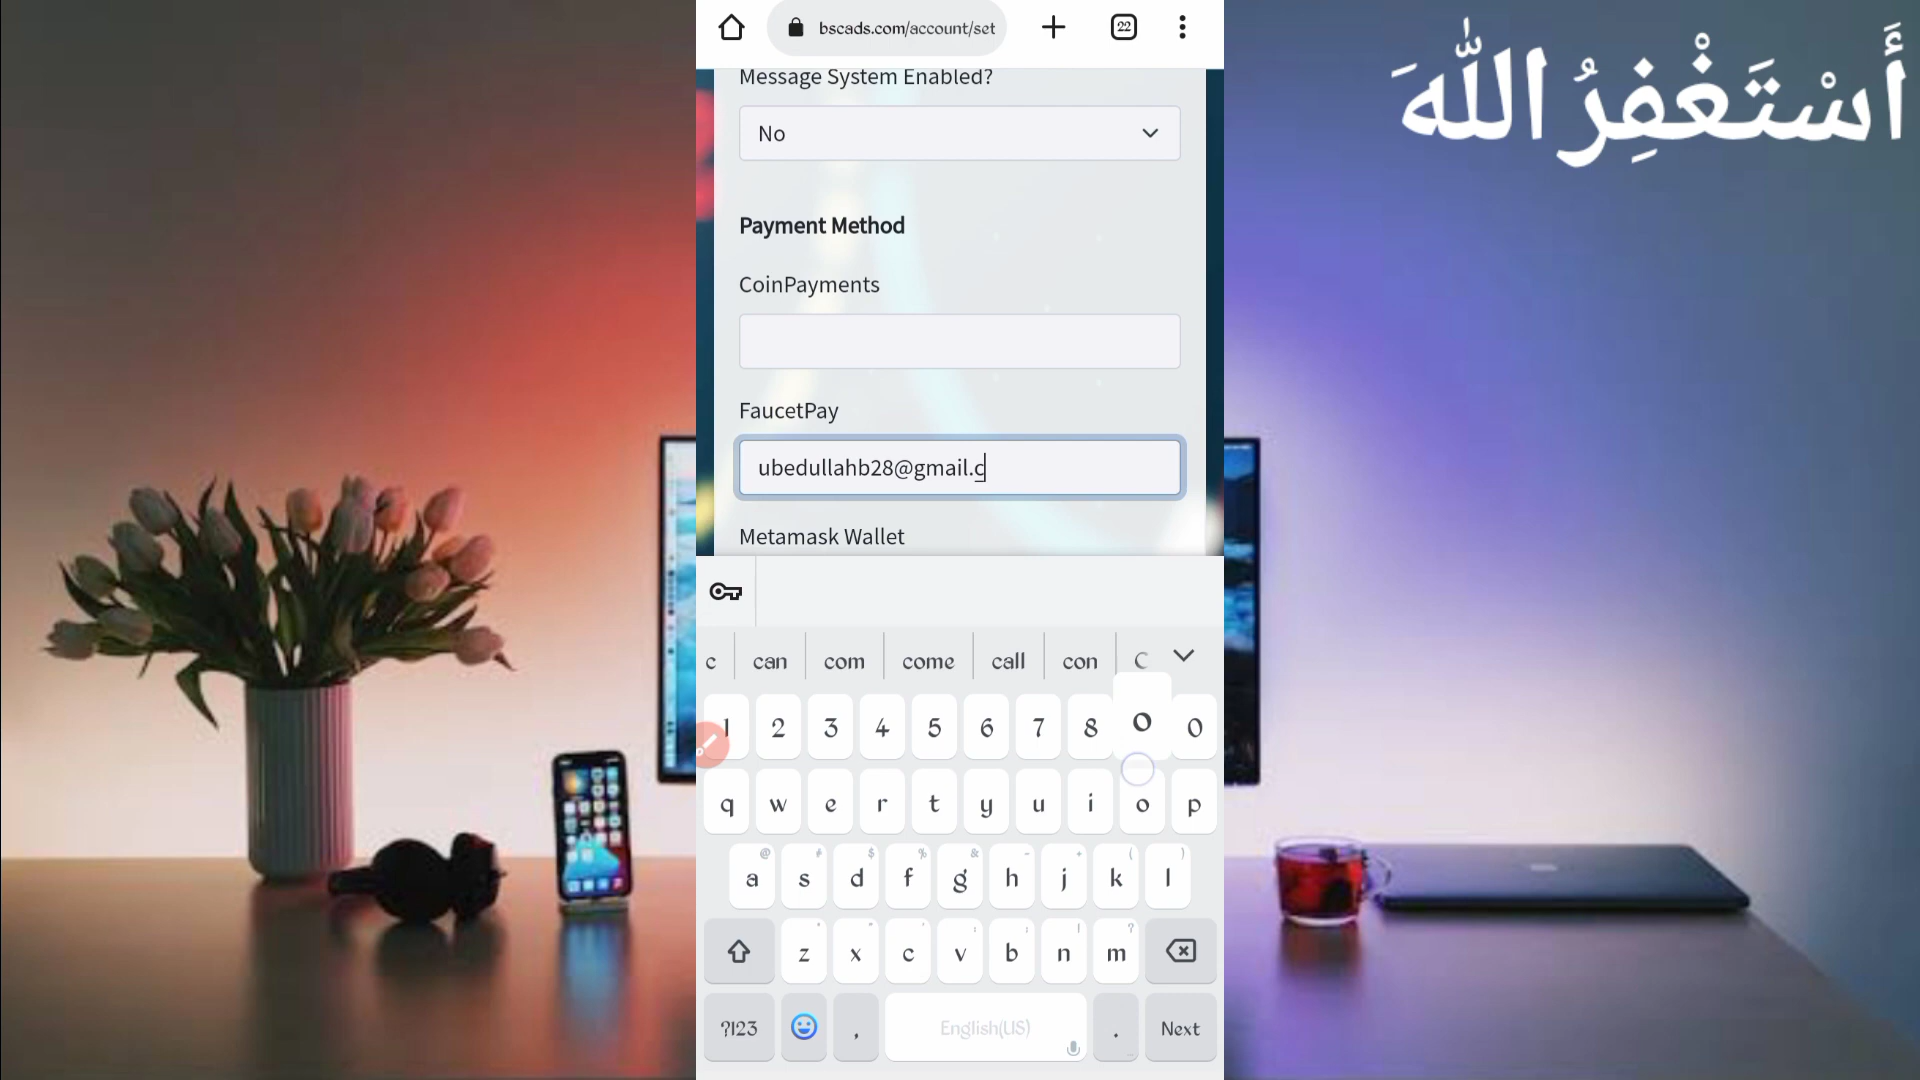 bscads.com/account/set
22
أَسْتَغْفِرُ اللّٰهَ
Message System Enabled?
No
Payment Method
CoinPayments
FaucetPay
ubedullahb28@gmail.c
Metamask Wallet
c can com come call con C
1 2 3 4 5 6 7 8 o 0
q w e r t y u i o p
@ # $ % & - + ( )
a s d f g h j k l
z x c v b n m
?123 , English(US) . Next